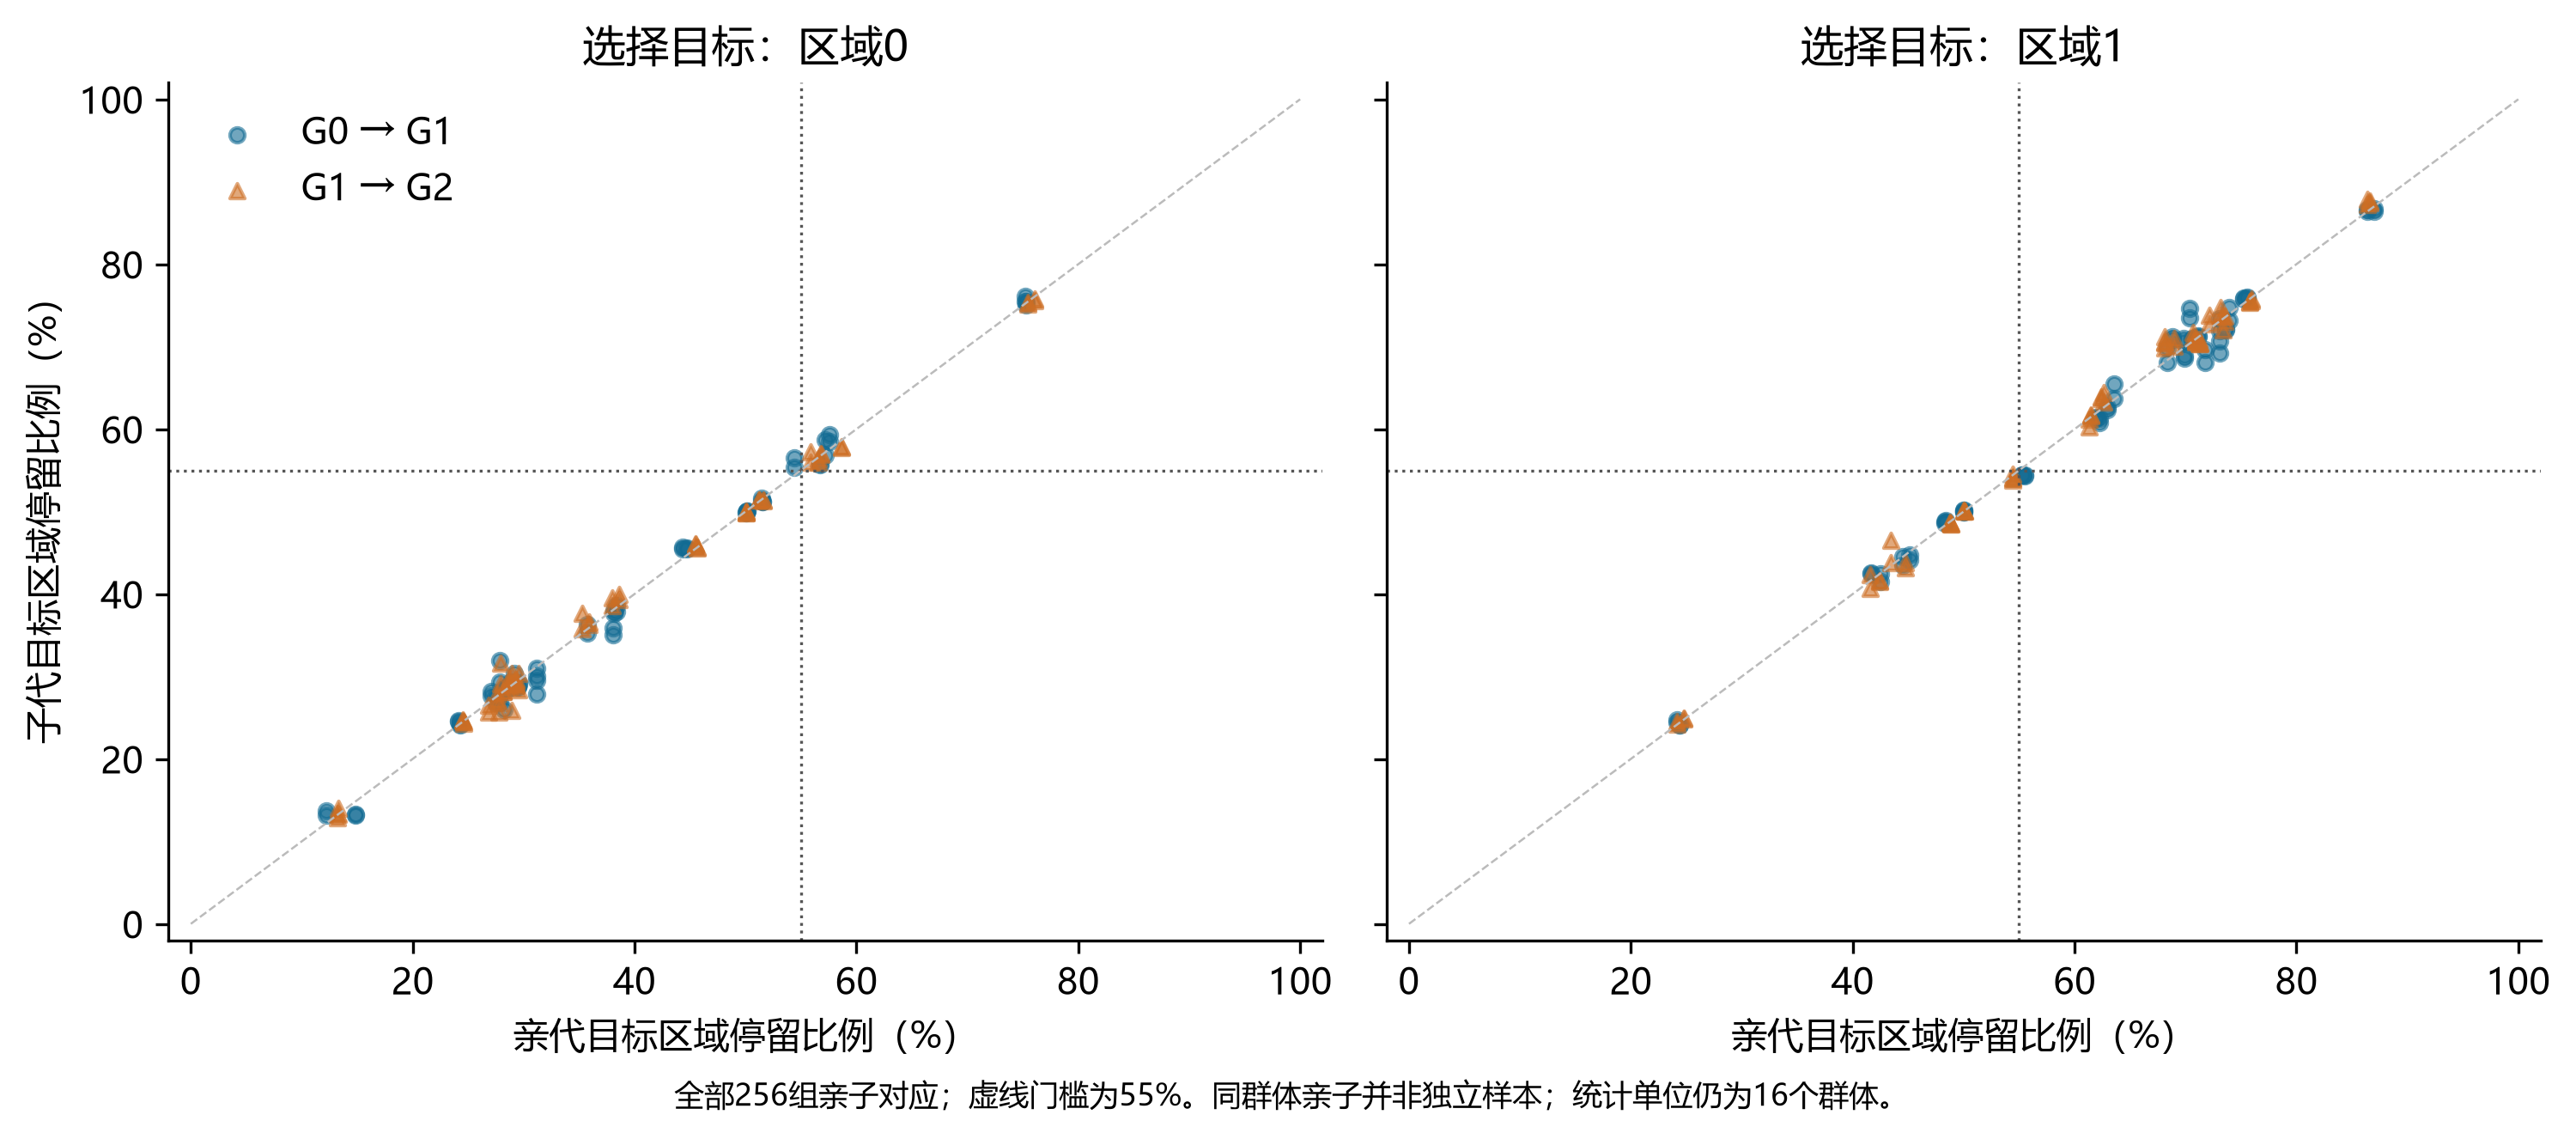 选择目标：区域0
选择目标：区域1
G0 → G1
G1 → G2
100
80
60
40
20
0
子代目标区域停留比例（%）
0 20 40 60 80 100
0 20 40 60 80 100
亲代目标区域停留比例（%）
亲代目标区域停留比例（%）
全部256组亲子对应；虚线门槛为55%。同群体亲子并非独立样本；统计单位仍为16个群体。